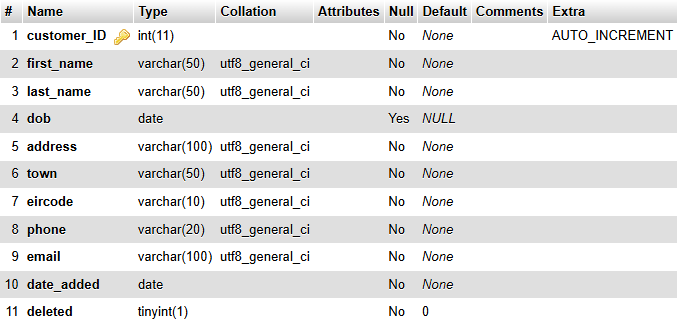 # Name Type Collation Attributes Null Default Comments Extra
1 customer_ID int(11) No None AUTO_INCREMENT
2 first_name varchar(50) utf8_general_ci No None
3 last_name varchar(50) utf8_general_ci No None
4 dob date Yes NULL
5 address varchar(100) utf8_general_ci No None
6 town varchar(50) utf8_general_ci No None
7 eircode varchar(10) utf8_general_ci No None
8 phone varchar(20) utf8_general_ci No None
9 email varchar(100) utf8_general_ci No None
10 date_added date No None
11 deleted tinyint(1) No 0